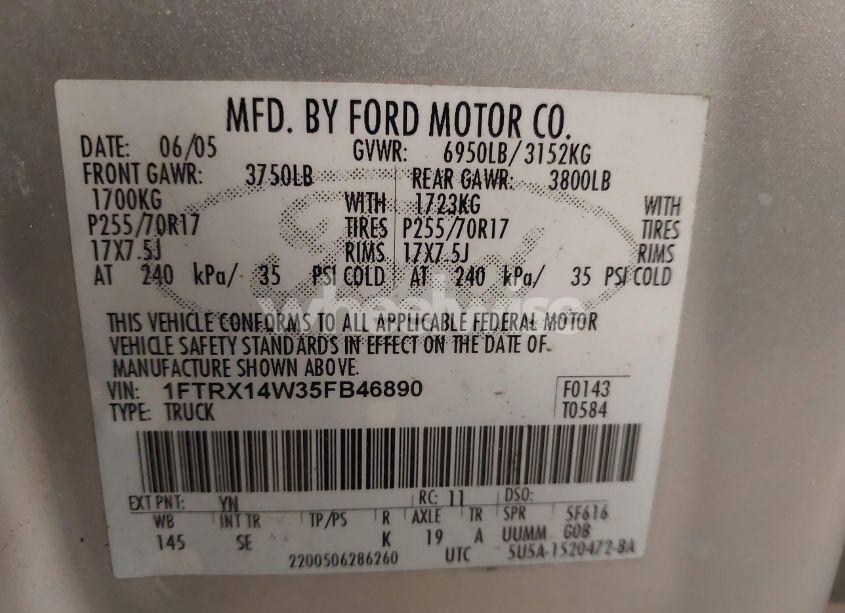 MFD. BY FORD MOTOR CO.
DATE: 06/05 GVWR: 6950LB/3152KG
FRONT GAWR: 3750LB REAR GAWR: 3800LB
1700KG WITH 1723KG WITH
P255/70R17 TIRES P255/70R17 TIRES
17X7.5J RIMS 17X7.5J RIMS
AT 240 kPa/ 35 PSI COLD AT 240 kPa/ 35 PSI COLD
wheelwise
THIS VEHICLE CONFORMS TO ALL APPLICABLE FEDERAL MOTOR
VEHICLE SAFETY STANDARDS IN EFFECT ON THE DATE OF
MANUFACTURE SHOWN ABOVE.
VIN: 1FTRX14W35FB46890 F0143
TYPE: TRUCK T0584
EXT PNT: YN RC: 11 DSO:
WB INT TR TP/PS R AXLE TR SPR 5F616
145 SE K 19 A UUMM GOB
2200506286260 UTC 5U5A-1520472-BA